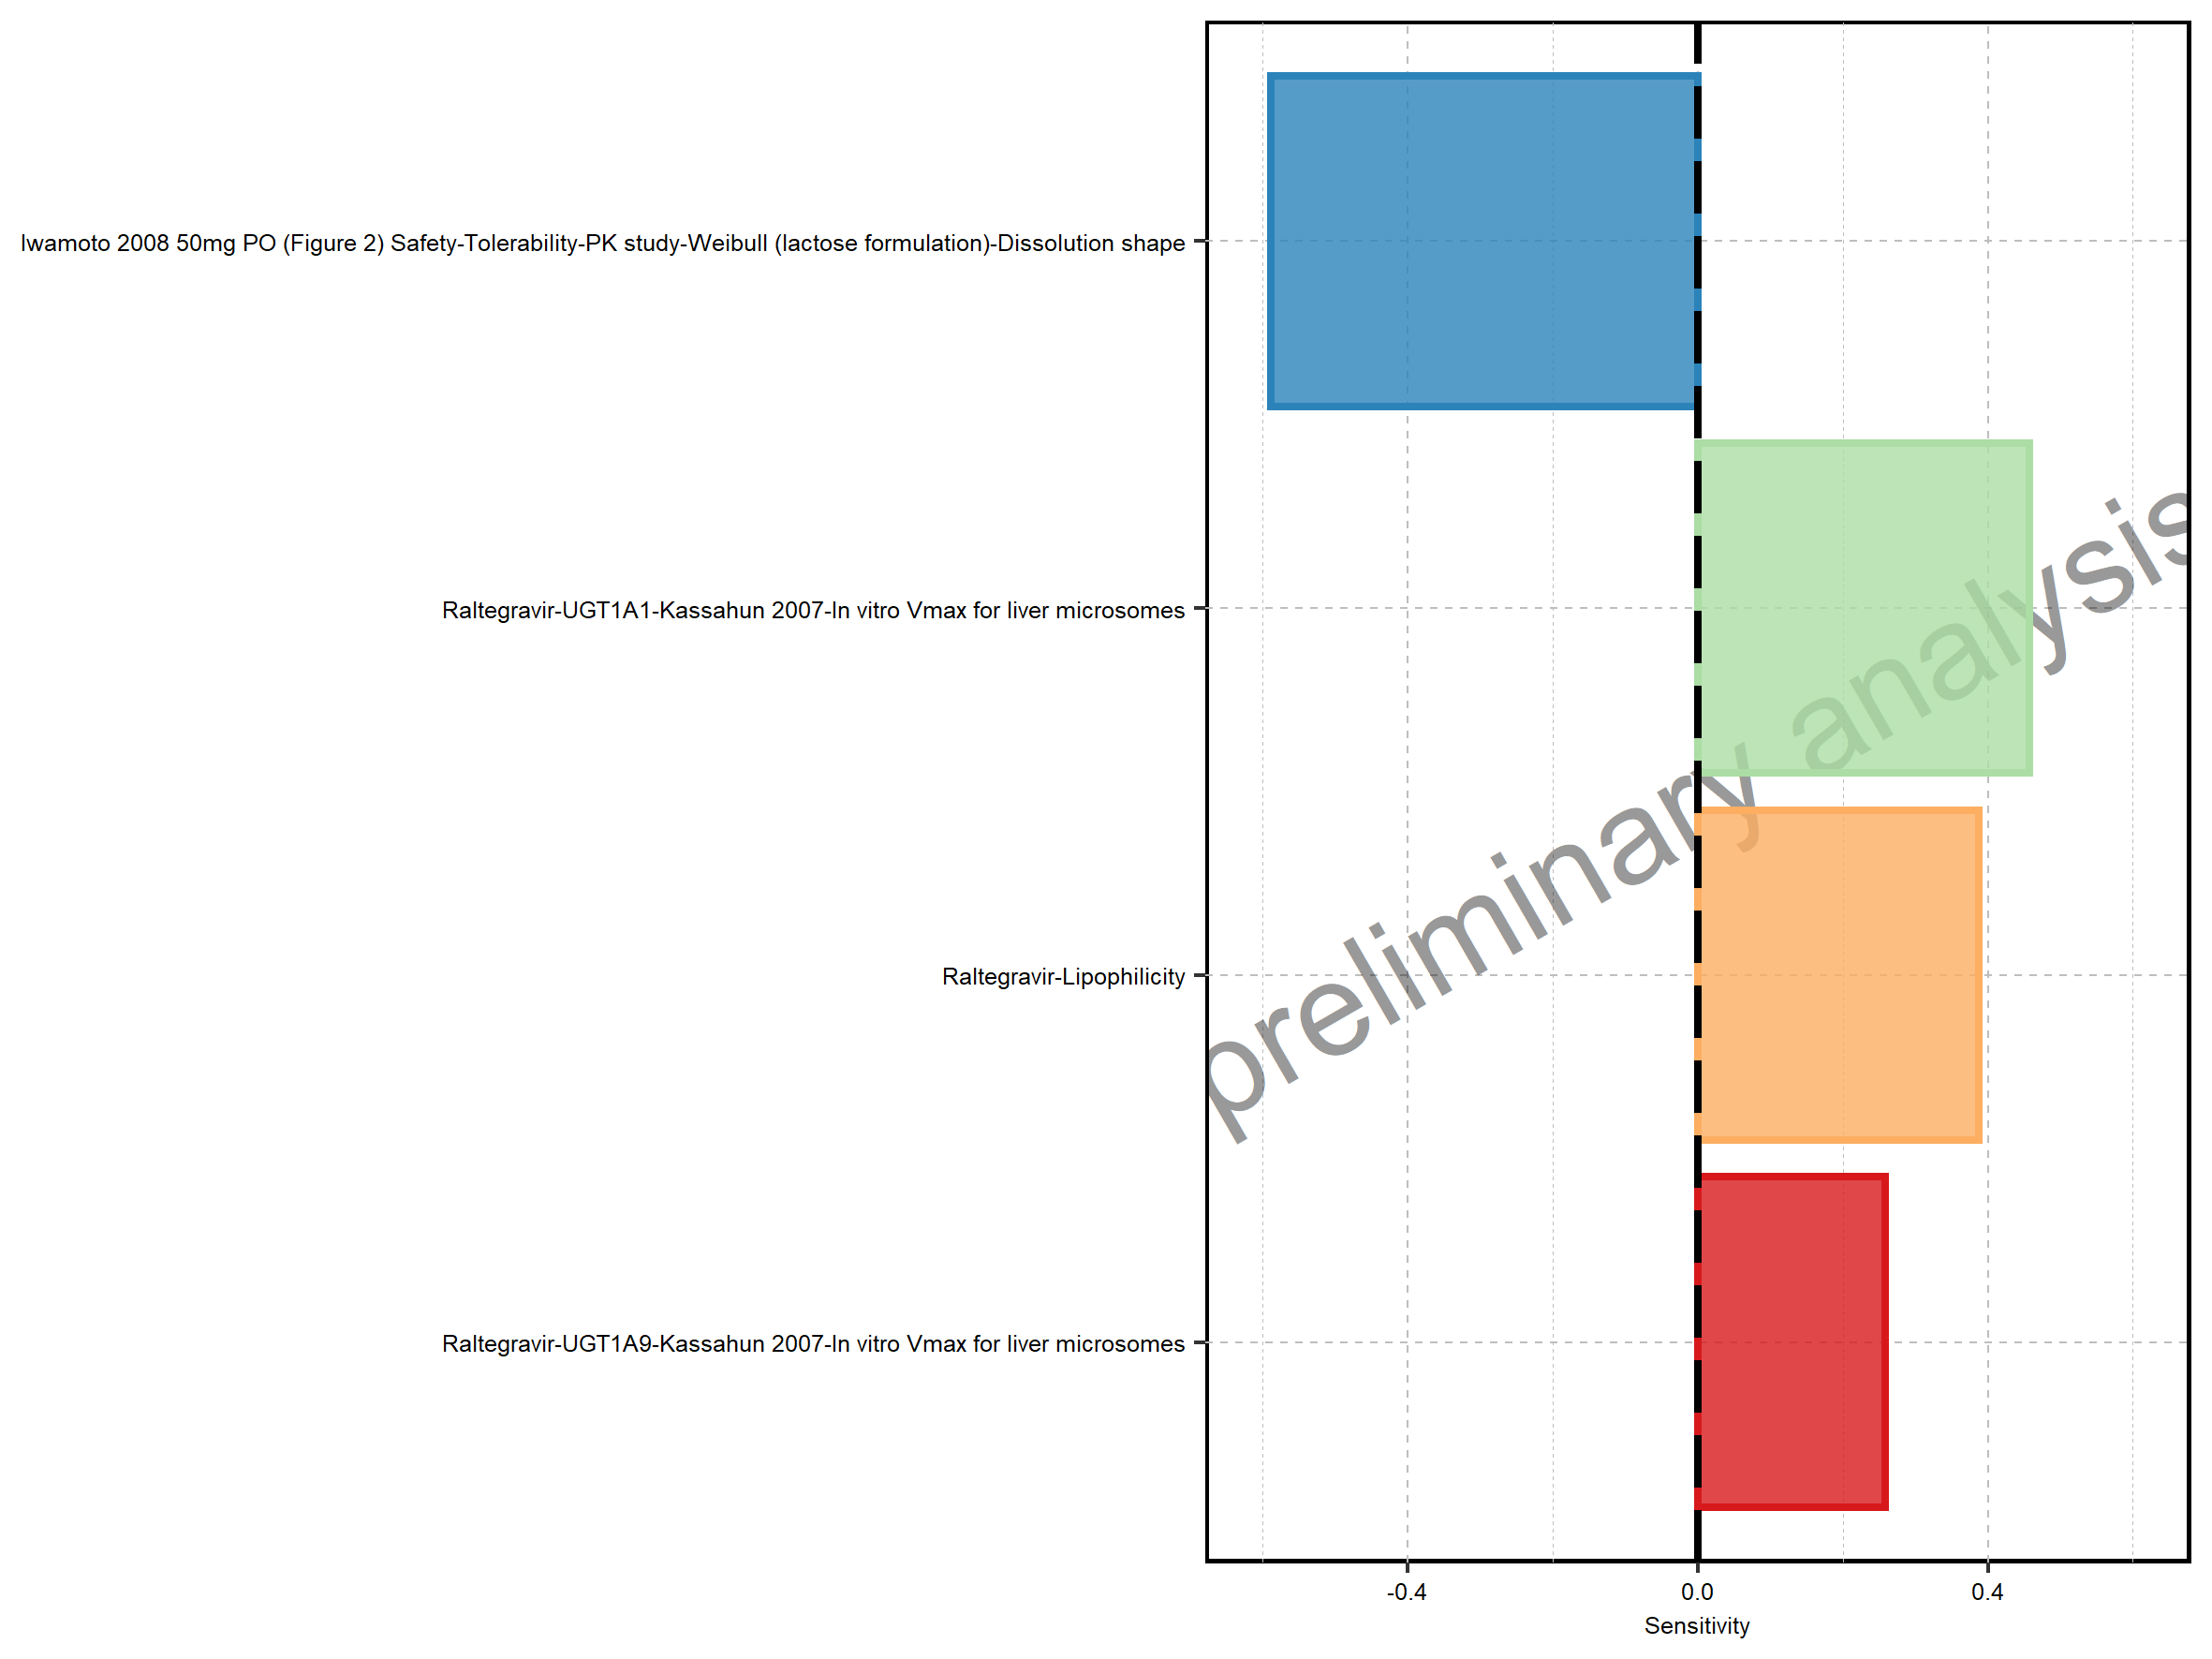 Iwamoto 2008 50mg PO (Figure 2) Safety-Tolerability-PK study-Weibull (lactose formulation)-Dissolution shape
Raltegravir-UGT1A1-Kassahun 2007-In vitro Vmax for liver microsomes
preliminary analysis
Raltegravir-Lipophilicity
Raltegravir-UGT1A9-Kassahun 2007-In vitro Vmax for liver microsomes
-0.4 0.0 0.4
Sensitivity